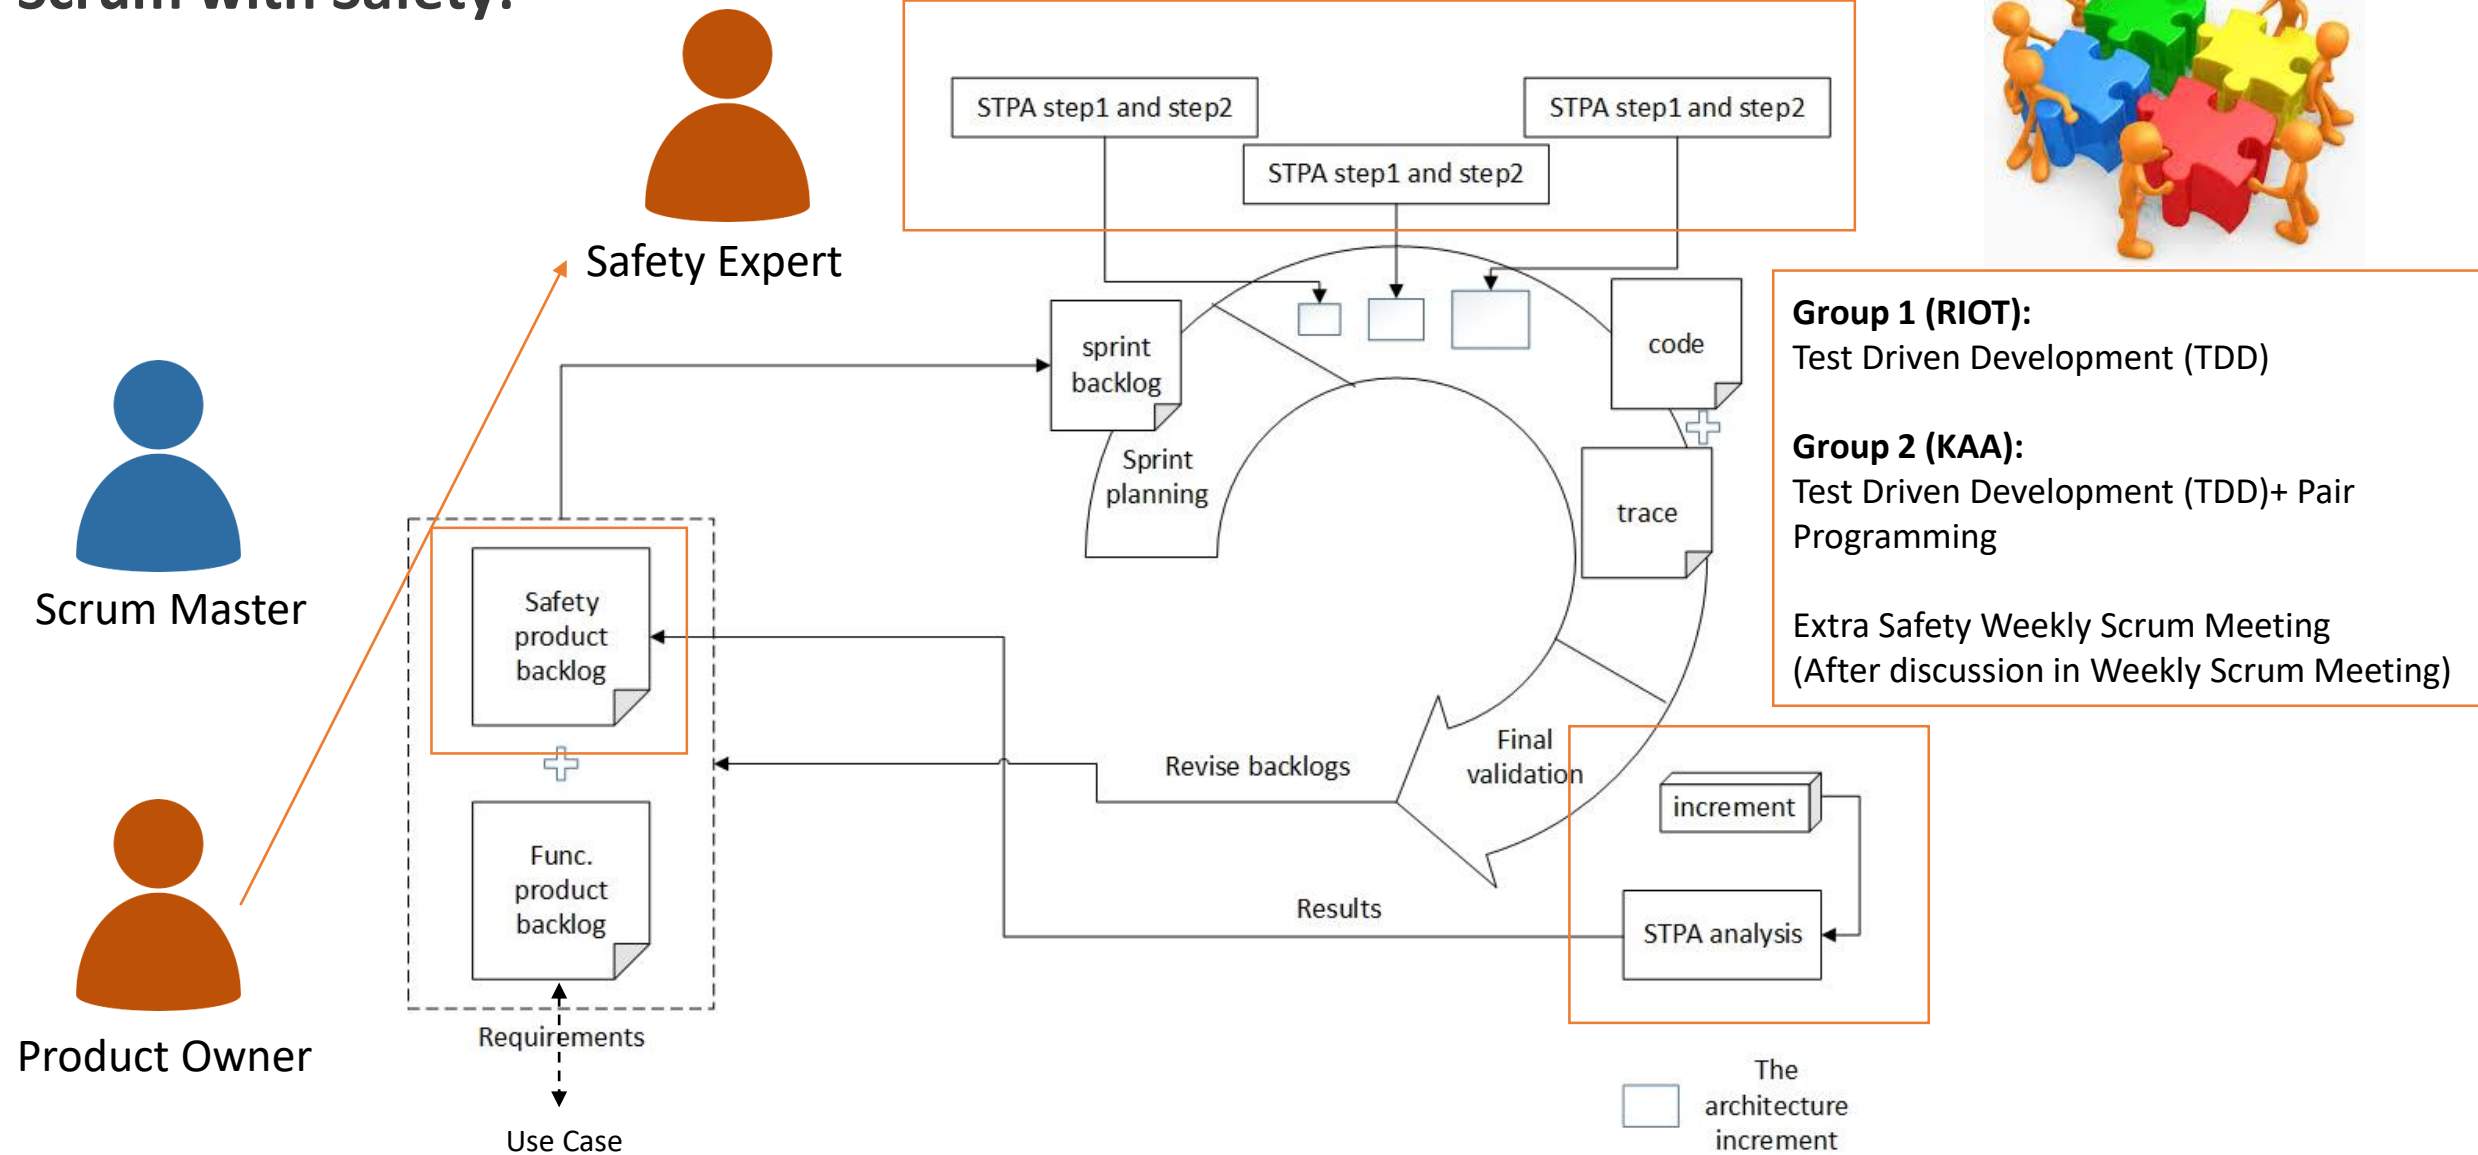 Scrum with Safety:
STPA step1 and step2
STPA step1 and step2
STPA step1 and step2
Safety Expert
sprint
backlog
code
Sprint
planning
trace
Group 1 (RIOT):
Test Driven Development (TDD)
Group 2 (KAA):
Test Driven Development (TDD)+ Pair
Programming
Extra Safety Weekly Scrum Meeting
(After discussion in Weekly Scrum Meeting)
Scrum Master
Safety
product
backlog
Revise backlogs
Final
validation
increment
Func.
product
backlog
Results
STPA analysis
Product Owner
Requirements
Use Case
The
architecture
increment